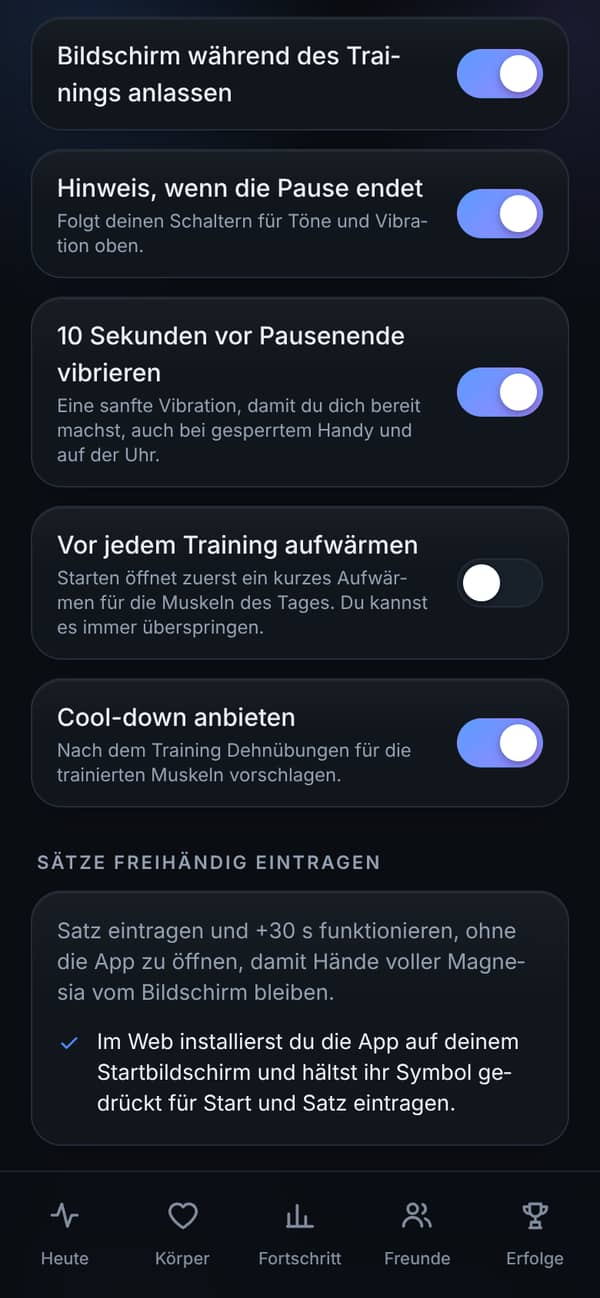 Bildschirm während des Trai-
nings anlassen
Hinweis, wenn die Pause endet
Folgt deinen Schaltern für Töne und Vibra-
tion oben.
10 Sekunden vor Pausenende
vibrieren
Eine sanfte Vibration, damit du dich bereit
machst, auch bei gesperrtem Handy und
auf der Uhr.
Vor jedem Training aufwärmen
Starten öffnet zuerst ein kurzes Aufwär-
men für die Muskeln des Tages. Du kannst
es immer überspringen.
Cool-down anbieten
Nach dem Training Dehnübungen für die
trainierten Muskeln vorschlagen.
SÄTZE FREIHÄNDIG EINTRAGEN
Satz eintragen und +30 s funktionieren, ohne
die App zu öffnen, damit Hände voller Magne-
sia vom Bildschirm bleiben.
Im Web installierst du die App auf deinem
Startbildschirm und hältst ihr Symbol ge-
drückt für Start und Satz eintragen.
Heute
Körper
Fortschritt
Freunde
Erfolge